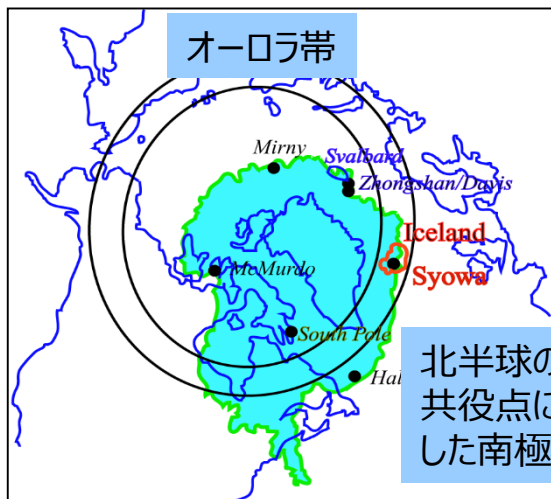 オーロラ帯
Mirny
Svalbard
Zhongshan/Davis
Iceland
McMurdo
Syowa
South Pole
Hal
北半球の
共役点に
した南極